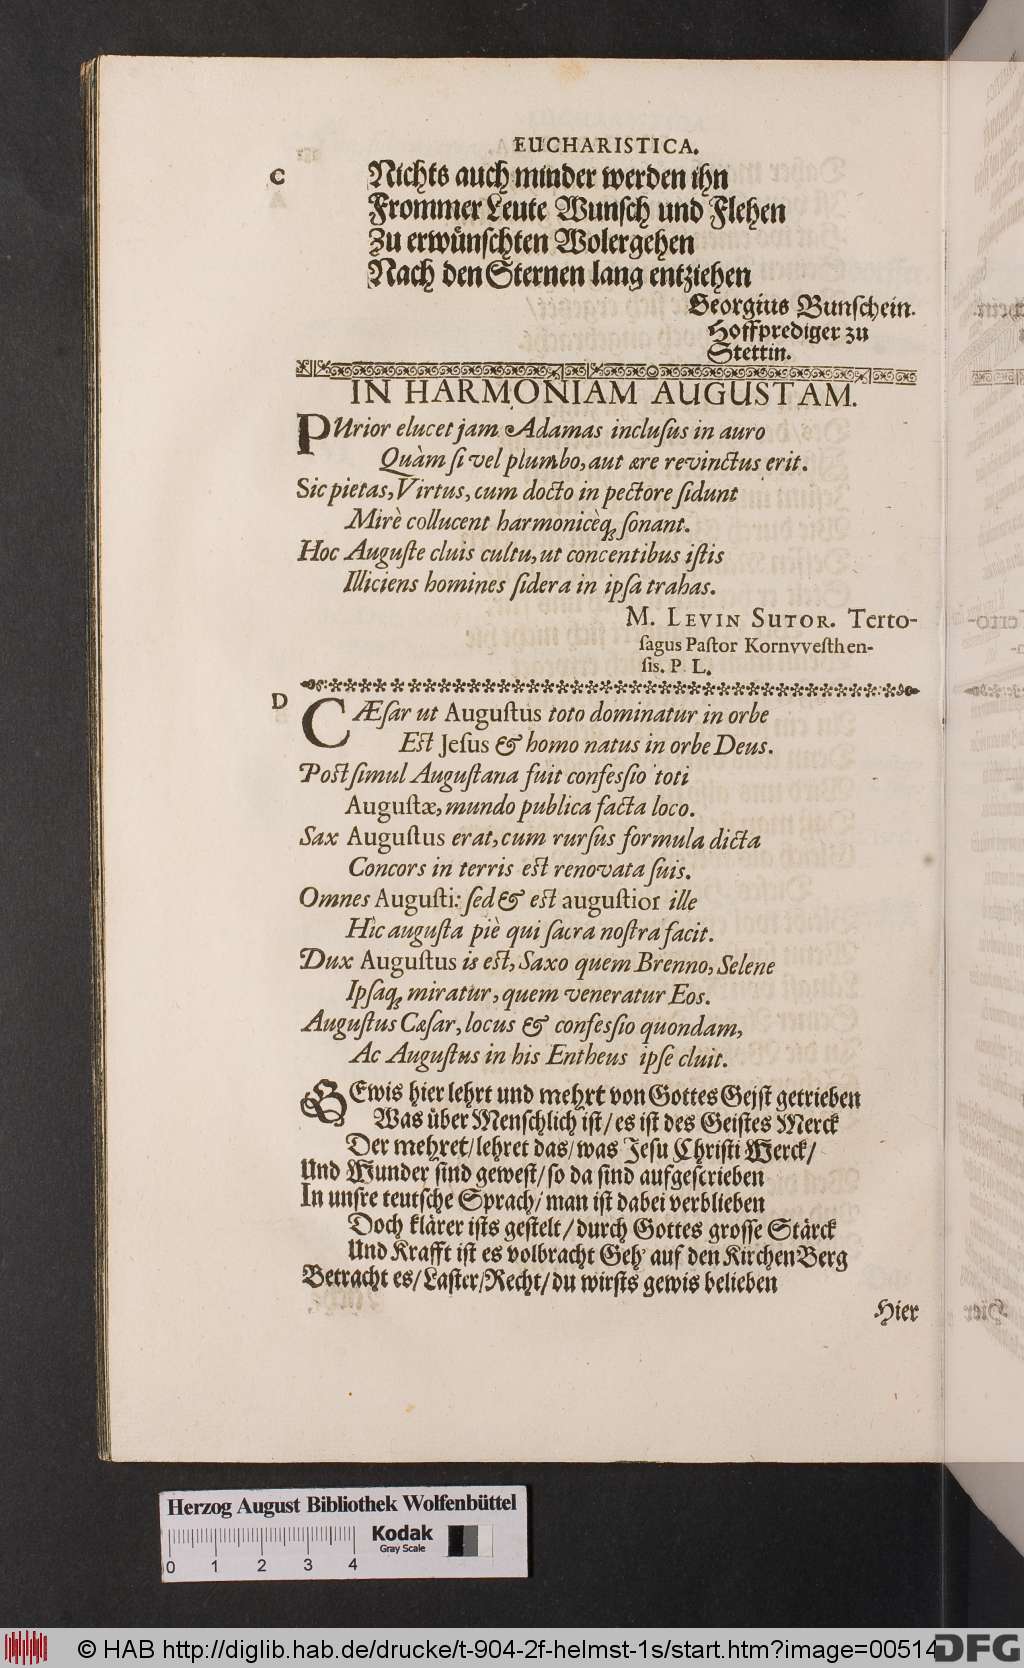 EUCHARISTICA.
C
Nichts auch minder werden ihn
Frommer Leute Wunsch und Flehen
Zu erwünschten Wolergehen
Nach den Sternen lang entziehen
Georgius Bunschein.
Hoffprediger zu
Stettin.
IN HARMONIAM AUGUSTAM.
PUrior elucet jam Adamas inclusus in auro
Quàm si vel plumbo, aut ære revinctus erit.
Sic pietas, Virtus, cum docto in pectore sidunt
Mirè collucent harmonicèq; sonant.
Hoc Auguste cluis cultu, ut concentibus istis
Illiciens homines sidera in ipsa trahas.
M. LEVIN SUTOR. Terto-
sagus Pastor Kornvvesthen-
sis. P. L.
D
CÆsar ut Augustus toto dominatur in orbe
Est Jesus & homo natus in orbe Deus.
Post simul Augustana fuit confessio toti
Augustæ, mundo publica facta loco.
Sax Augustus erat, cum rursus formula dicta
Concors in terris est renovata suis.
Omnes Augusti: sed & est augustior ille
Hìc augusta piè qui sacra nostra facit.
Dux Augustus is est, Saxo quem Brenno, Selene
Ipsaq; miratur, quem veneratur Eos.
Augustus Cæsar, locus & confessio quondam,
Ac Augustus in his Entheus ipse cluit.
GEwis hier lehrt und mehrt von Gottes Geist getrieben
Was über Menschlich ist/ es ist des Geistes Merck
Der mehret/ lehret das/ was Jesu Christi Werck/
Und Wunder sind gewest/ so da sind aufgescrieben
In unsre teutsche Sprach/ man ist dabei verblieben
Doch klärer ists gestelt/ durch Gottes grosse Stärck
Und Krafft ist es volbracht Geh' auf den KirchenBerg
Betracht es/ Laster/ Recht/ du wirsts gewis belieben
Hier
Herzog August Bibliothek Wolfenbüttel
0 1 2 3 4
Kodak
Gray Scale
© HAB http://diglib.hab.de/drucke/t-904-2f-helmst-1s/start.htm?image=00514
DFG